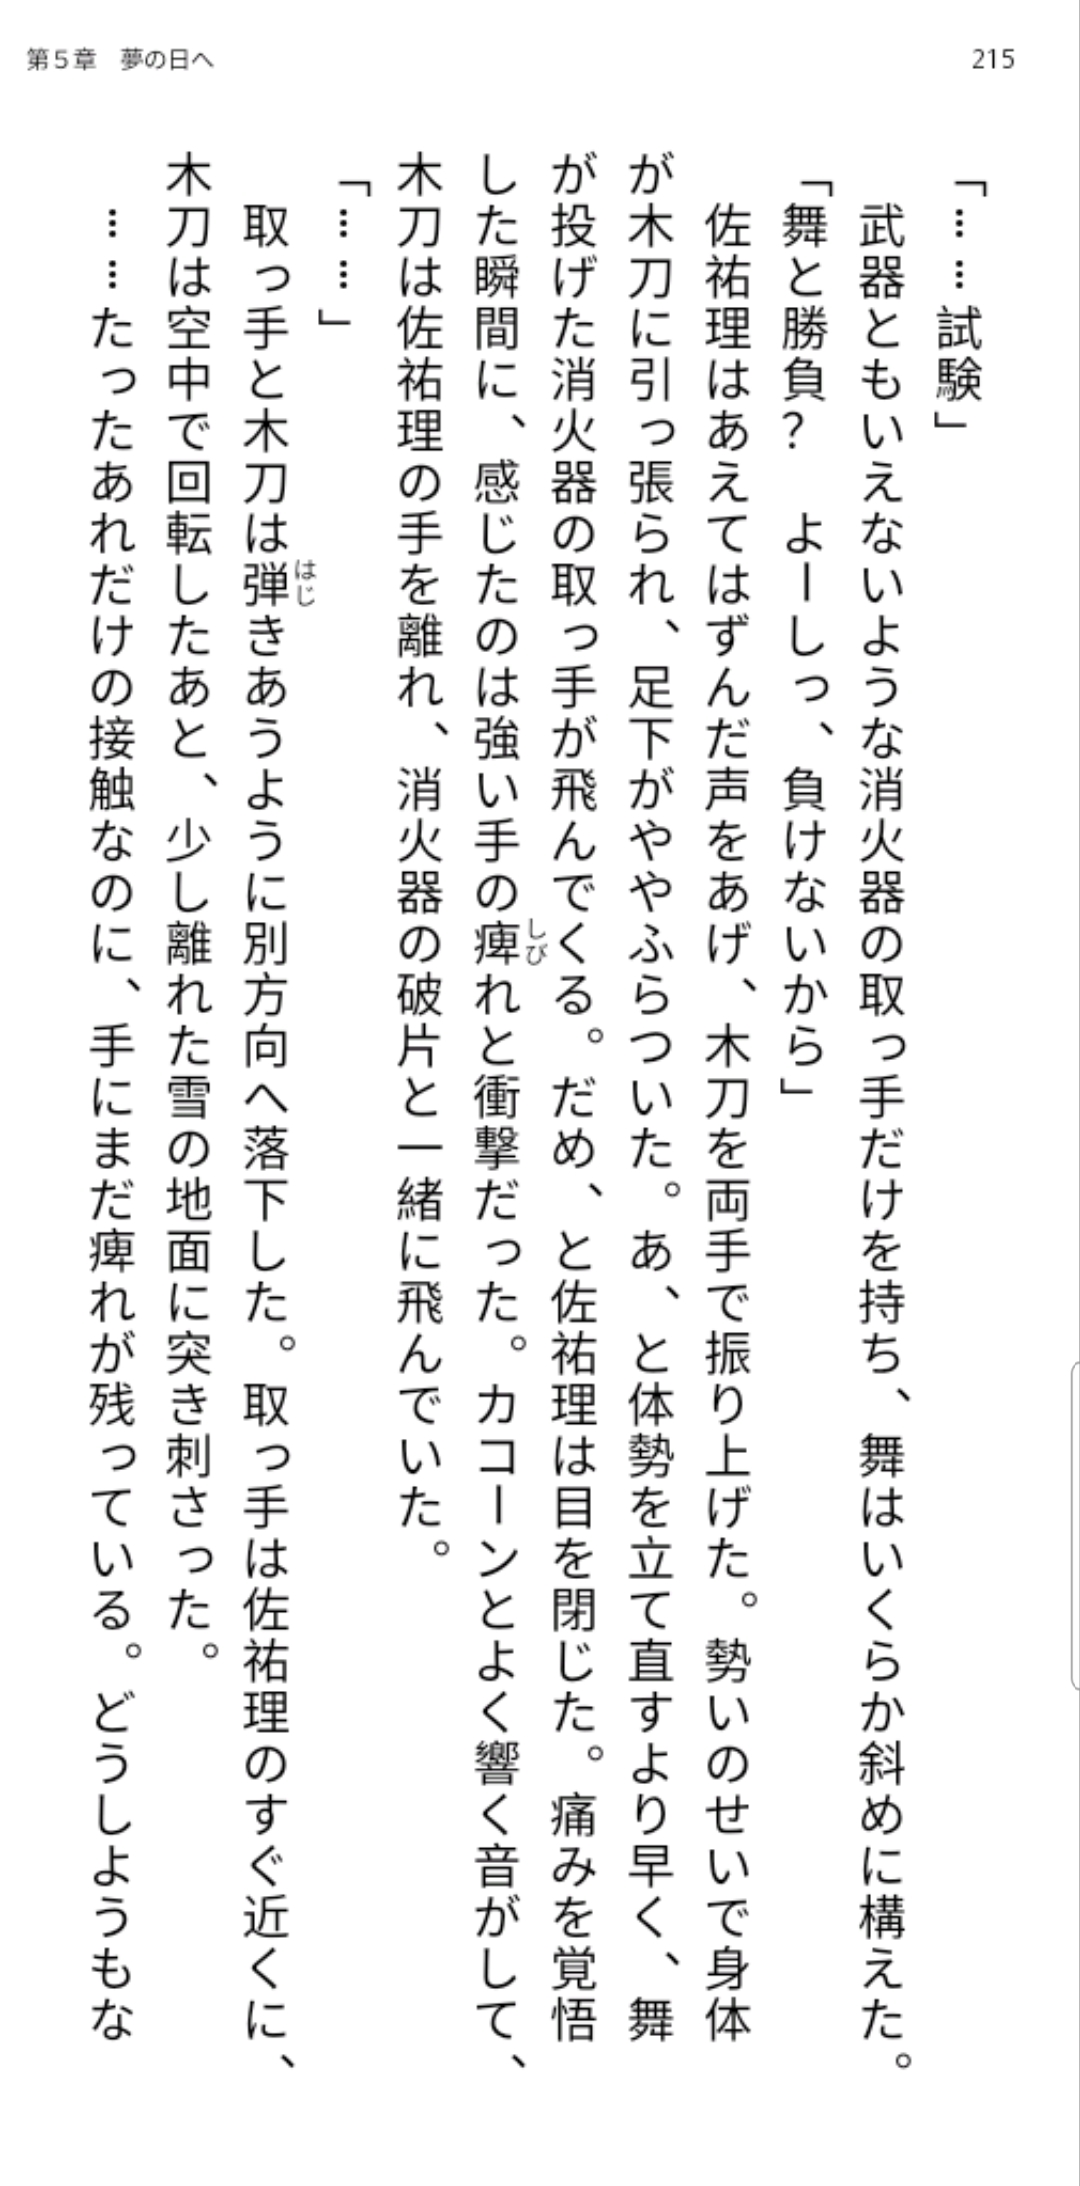 第５章　夢の日へ
215
「……試験」
　武器ともいえないような消火器の取っ手だけを持ち、舞はいくらか斜めに構えた。
「舞と勝負？　よーしっ、負けないから」
　佐祐理はあえてはずんだ声をあげ、木刀を両手で振り上げた。勢いのせいで身体
が木刀に引っ張られ、足下がややふらついた。あ、と体勢を立て直すより早く、舞
が投げた消火器の取っ手が飛んでくる。だめ、と佐祐理は目を閉じた。痛みを覚悟
した瞬間に、感じたのは強い手の痺しびれと衝撃だった。カコーンとよく響く音がして、
木刀は佐祐理の手を離れ、消火器の破片と一緒に飛んでいた。
「……」
　取っ手と木刀は弾はじきあうように別方向へ落下した。取っ手は佐祐理のすぐ近くに、
木刀は空中で回転したあと、少し離れた雪の地面に突き刺さった。
　……たったあれだけの接触なのに、手にまだ痺れが残っている。どうしようもな